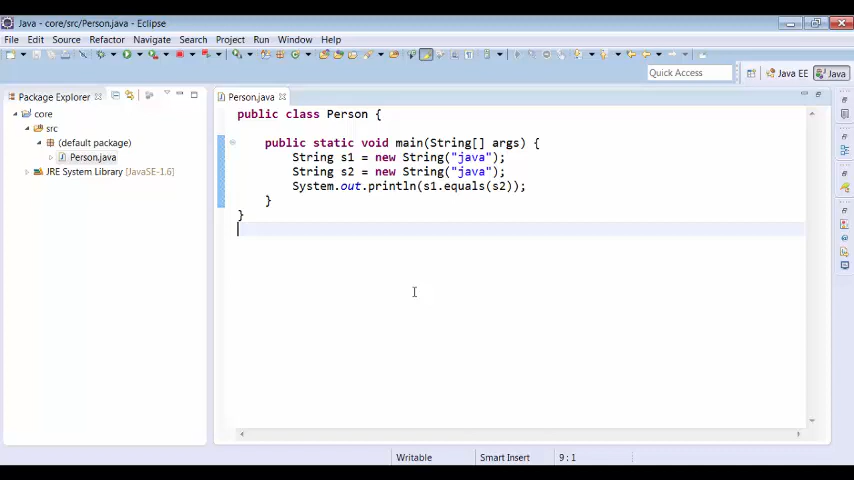 Java - core/src/Person.java - Eclipse
File Edit Source Refactor Navigate Search Project Run Window Help
Quick Access Java EE Java
Package Explorer
core
src
(default package)
Person.java
JRE System Library [JavaSE-1.6]
Person.java
public class Person {
public static void main(String[] args) {
String s1 = new String("java");
String s2 = new String("java");
System.out.println(s1.equals(s2));
}
}
Writable Smart Insert 9 : 1